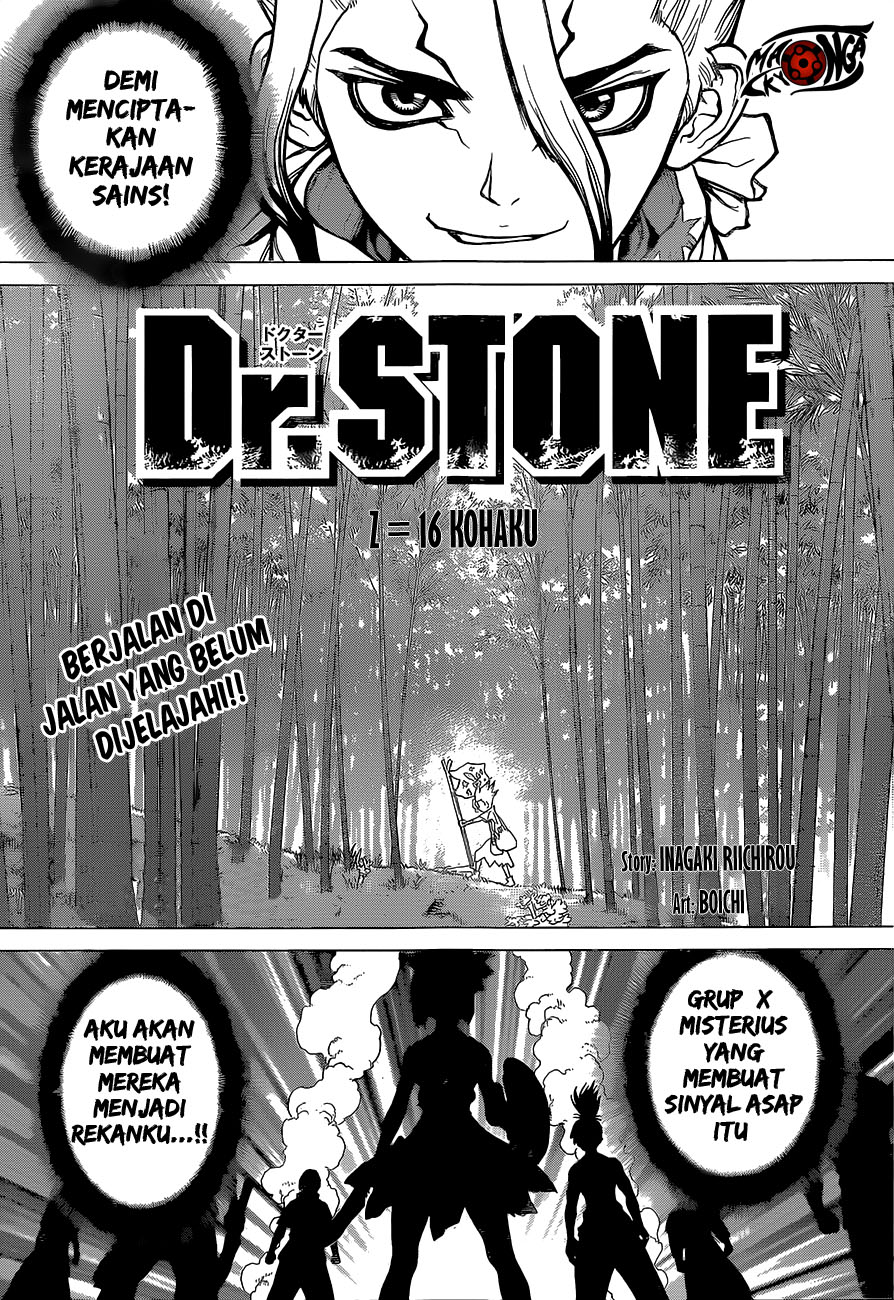 DEMI
MENCIPTA-
KAN
KERAJAAN
SAINS!
MANGAKU
ドクター
ストーン
Dr.STONE
Z = 16 KOHAKU
BERJALAN DI
JALAN YANG BELUM
DIJELAJAHI!!
Story: INAGAKI RIICHIROU
Art: BOICHI
GRUP X
MISTERIUS
YANG
MEMBUAT
SINYAL ASAP
ITU
AKU AKAN
MEMBUAT
MEREKA
MENJADI
REKANKU...!!